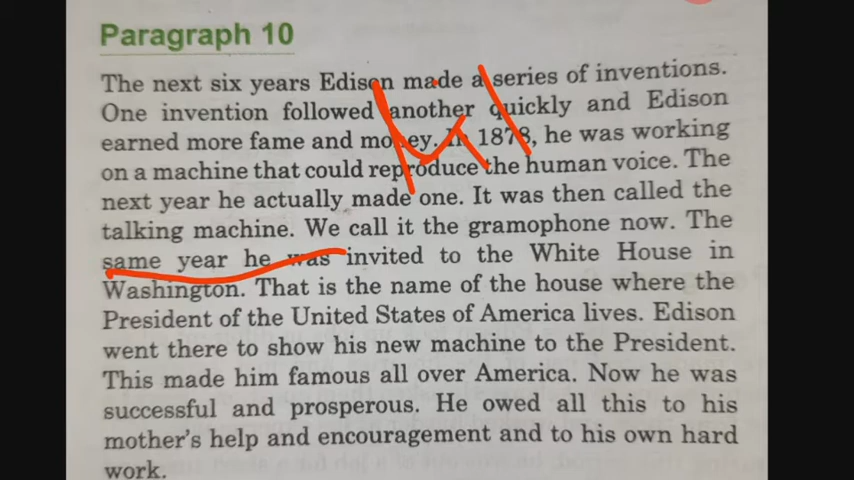 Paragraph 10
The next six years Edison made a series of inventions.
One invention followed another quickly and Edison
earned more fame and money. In 1878, he was working
on a machine that could reproduce the human voice. The
next year he actually made one. It was then called the
talking machine. We call it the gramophone now. The
same year he was invited to the White House in
Washington. That is the name of the house where the
President of the United States of America lives. Edison
went there to show his new machine to the President.
This made him famous all over America. Now he was
successful and prosperous. He owed all this to his
mother's help and encouragement and to his own hard
work.